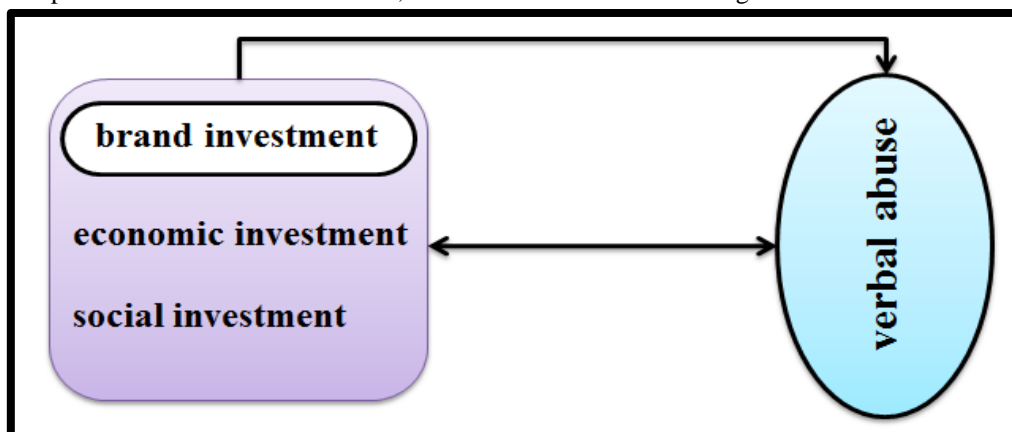 brand investment
economic investment
social investment
verbal abuse